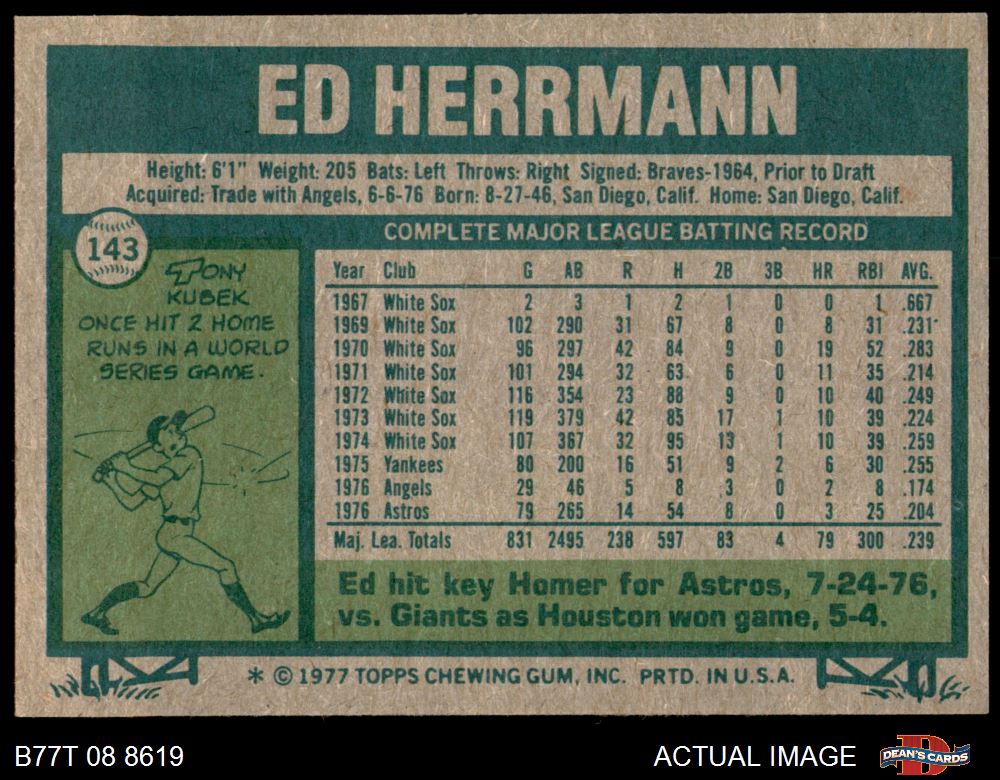 ED HERRMANN
Height: 6'1" Weight: 205 Bats: Left Throws: Right Signed: Braves-1964, Prior to Draft
Acquired: Trade with Angels, 6-6-76 Born: 8-27-46, San Diego, Calif. Home: San Diego, Calif.
143
TONY
KUBEK
ONCE HIT 2 HOME
RUNS IN A WORLD
SERIES GAME.
COMPLETE MAJOR LEAGUE BATTING RECORD
Year Club G AB R H 2B 3B HR RBI AVG.
1967 White Sox 2 3 1 2 1 0 0 1 .667
1969 White Sox 102 290 31 67 8 0 8 31 .231
1970 White Sox 96 297 42 84 9 0 19 52 .283
1971 White Sox 101 294 32 63 6 0 11 35 .214
1972 White Sox 116 354 23 88 9 0 10 40 .249
1973 White Sox 119 379 42 85 17 1 10 39 .224
1974 White Sox 107 367 32 95 13 1 10 39 .259
1975 Yankees 80 200 16 51 9 2 6 30 .255
1976 Angels 29 46 5 8 3 0 2 8 .174
1976 Astros 79 265 14 54 8 0 3 25 .204
Maj. Lea. Totals 831 2495 238 597 83 4 79 300 .239
Ed hit key Homer for Astros, 7-24-76,
vs. Giants as Houston won game, 5-4.
* © 1977 TOPPS CHEWING GUM, INC. PRTD. IN U.S.A.
B77T 08 8619
ACTUAL IMAGE
DEAN'S CARDS